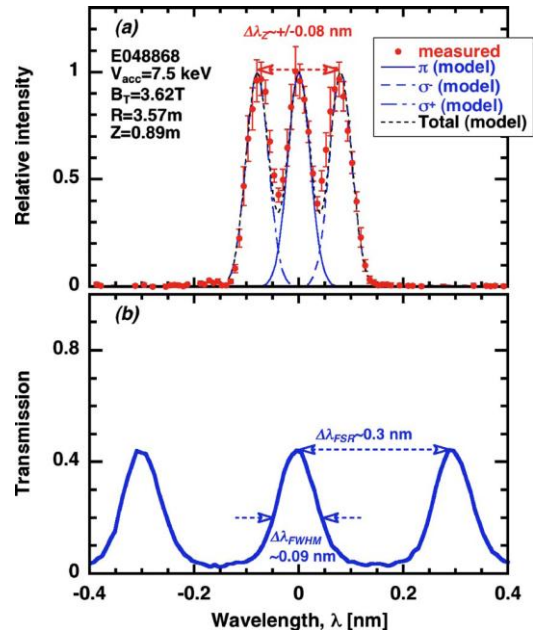 (a)
Δλz~+/-0.08 nm
E048868
Vacc=7.5 keV
BT=3.62T
R=3.57m
Z=0.89m
measured
π (model)
σ- (model)
σ+ (model)
Total (model)
Relative intensity
1
0.5
0
(b)
Transmission
0.8
0.4
0
ΔλFSR~0.3 nm
ΔλFWHM
~0.09 nm
-0.4
-0.2
0
0.2
0.4
Wavelength, λ [nm]